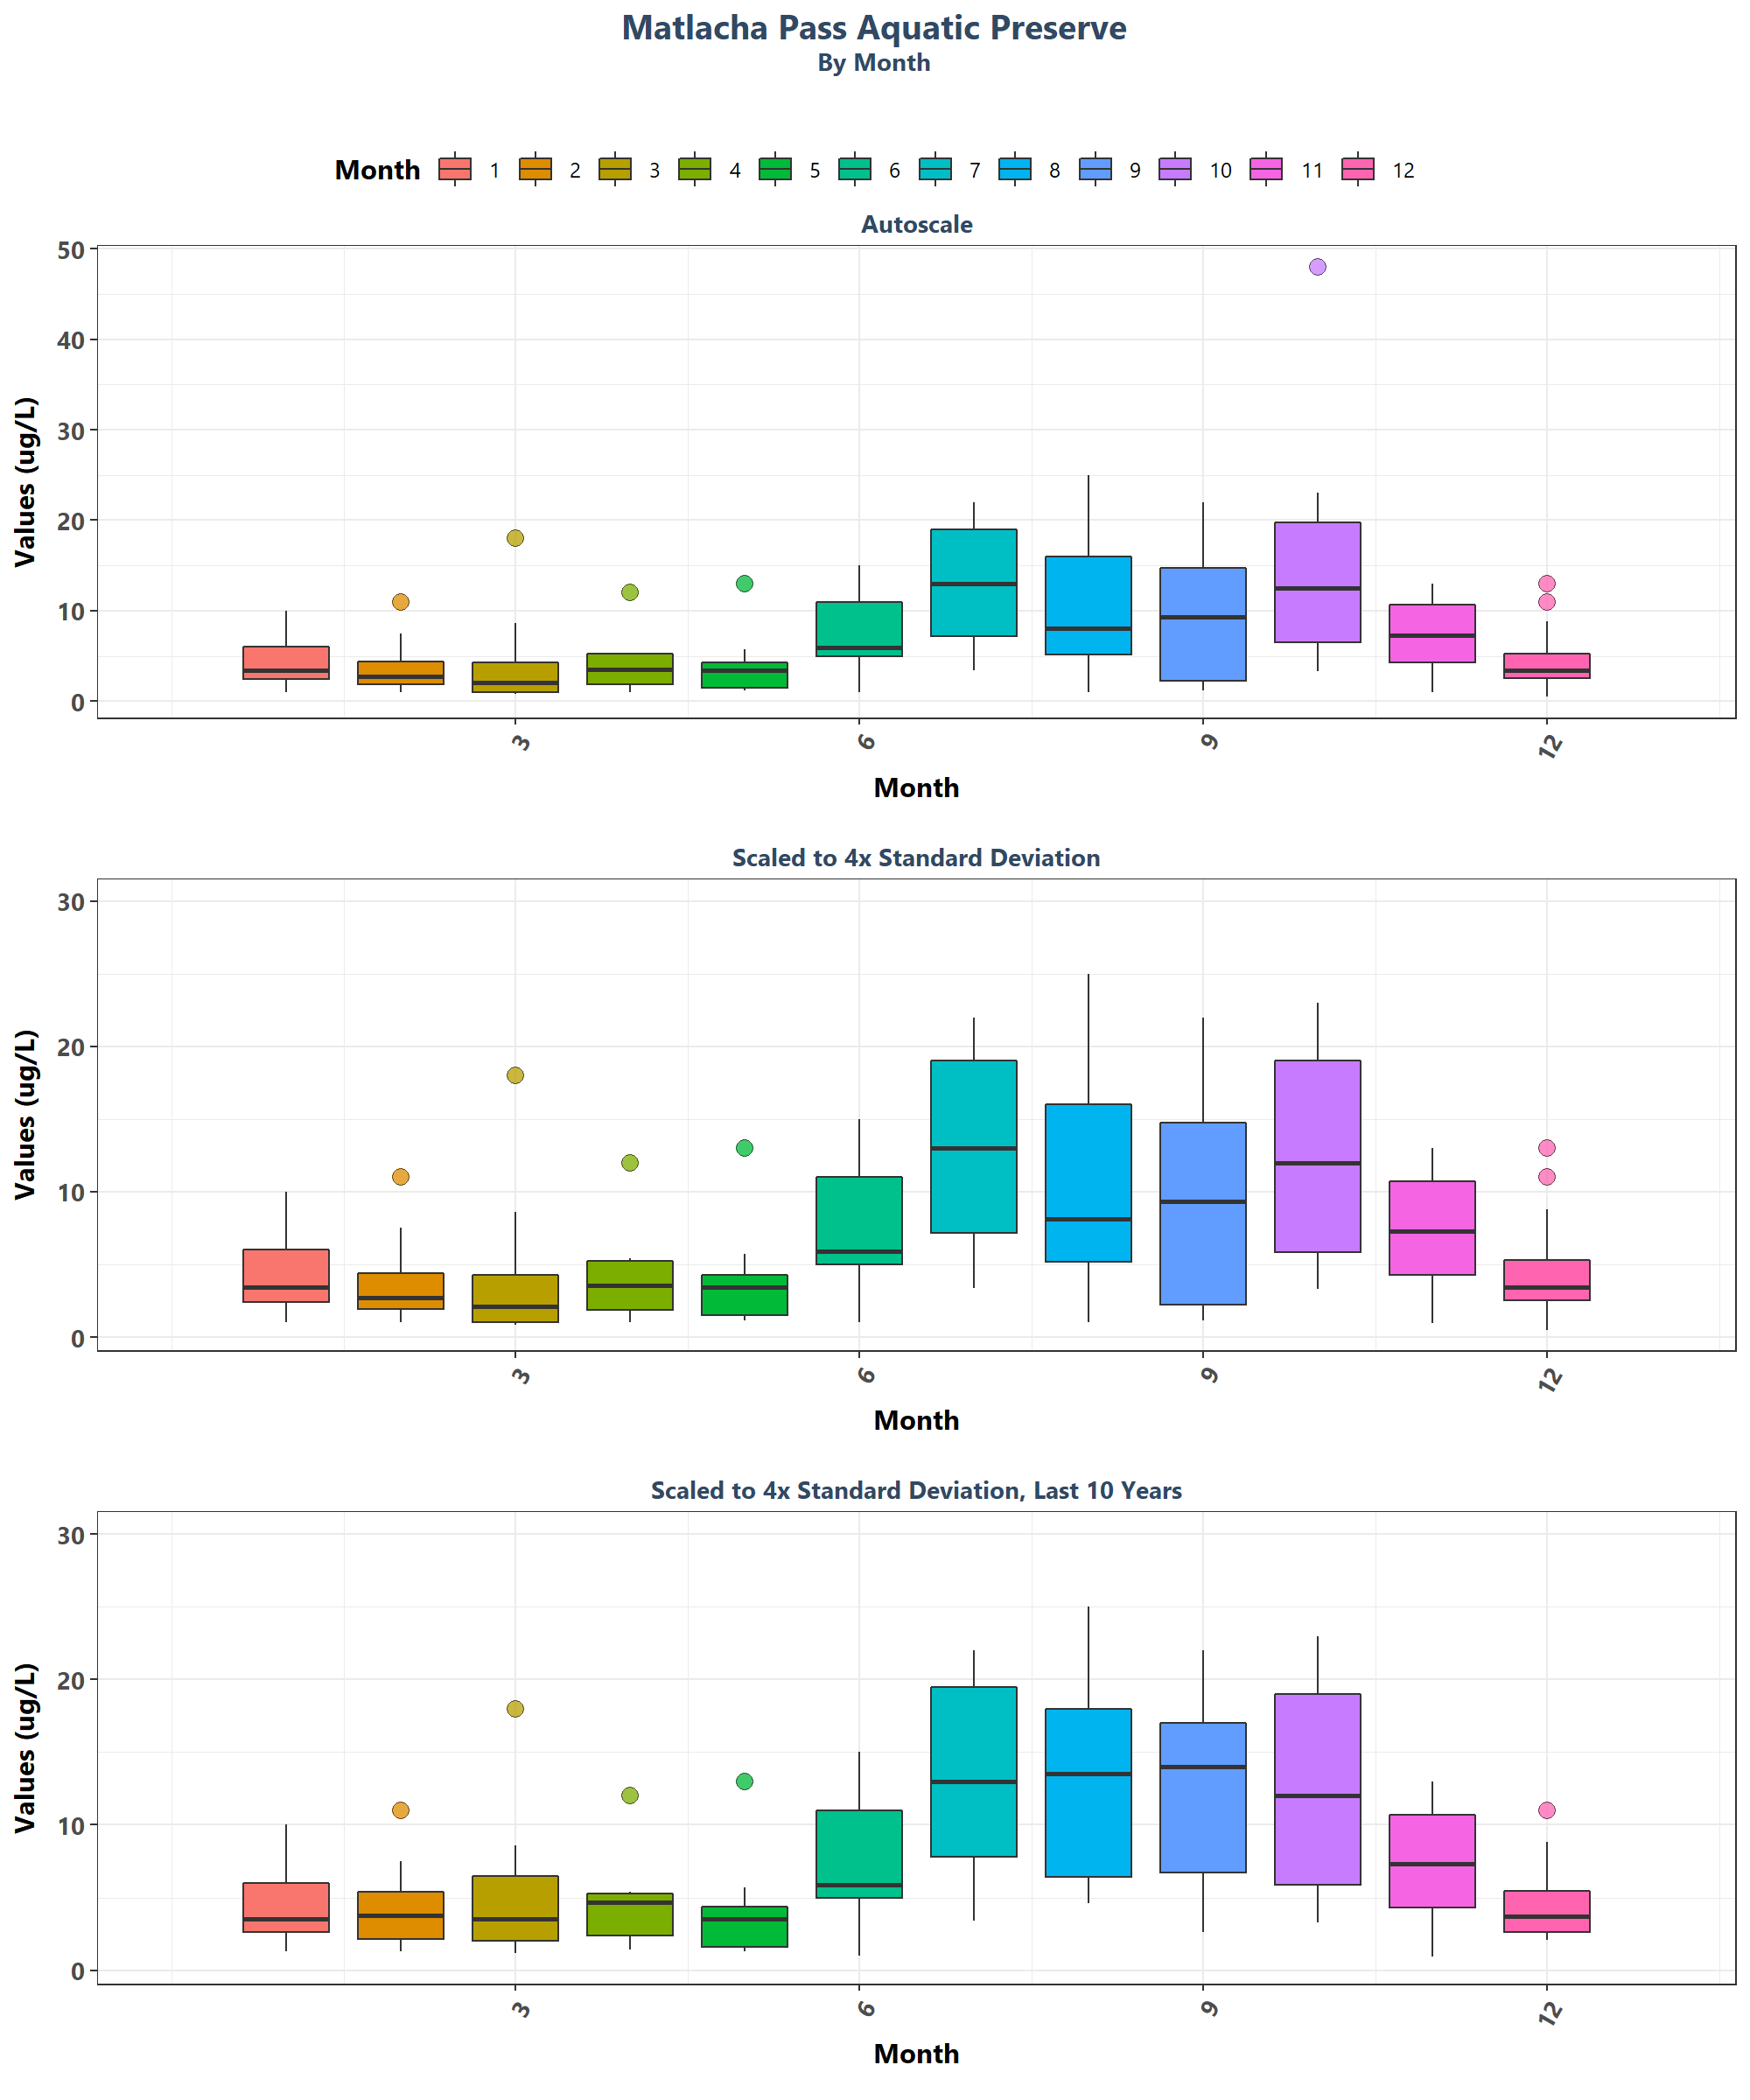 Matlacha Pass Aquatic Preserve
By Month
Month 1 2 3 4 5 6 7 8 9 10 11 12
Autoscale
50
40
30
20
10
0
Values (ug/L)
3 6 9 12
Month
Scaled to 4x Standard Deviation
30
20
10
0
Values (ug/L)
3 6 9 12
Month
Scaled to 4x Standard Deviation, Last 10 Years
30
20
10
0
Values (ug/L)
3 6 9 12
Month